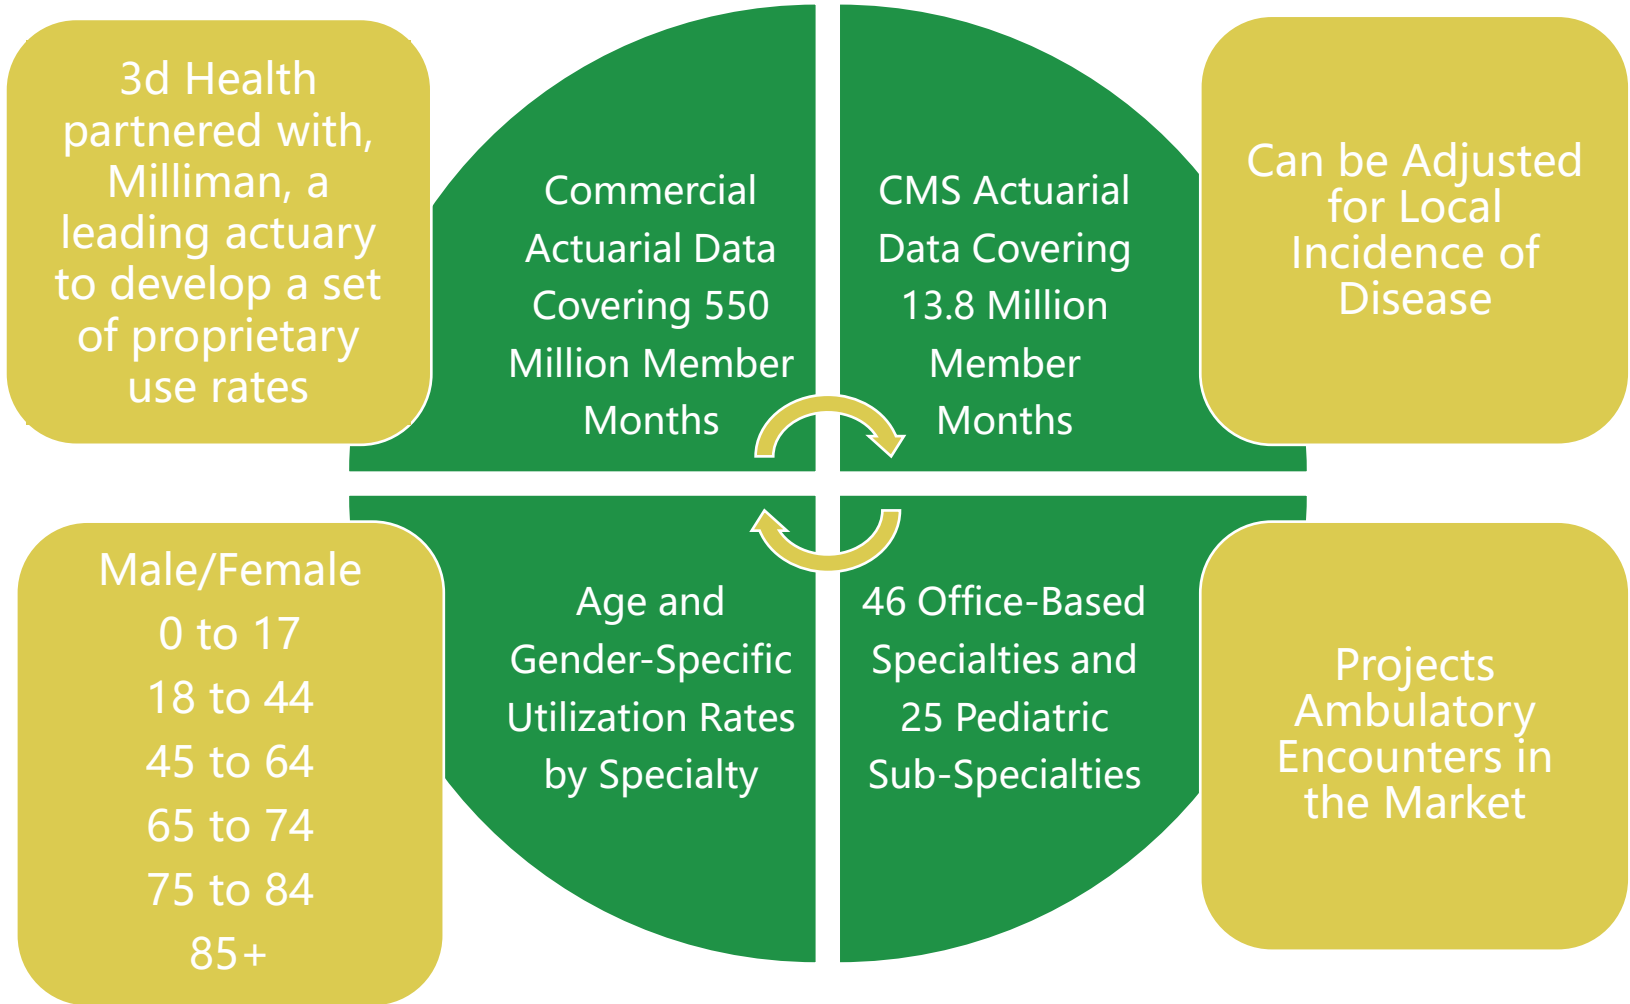 3d Health
partnered with,
Milliman, a
leading actuary
to develop a set
of proprietary
use rates
Commercial
Actuarial Data
Covering 550
Million Member
Months
CMS Actuarial
Data Covering
13.8 Million
Member
Months
Can be Adjusted
for Local
Incidence of
Disease
Male/Female
0 to 17
18 to 44
45 to 64
65 to 74
75 to 84
85+
Age and
Gender-Specific
Utilization Rates
by Specialty
46 Office-Based
Specialties and
25 Pediatric
Sub-Specialties
Projects
Ambulatory
Encounters in
the Market